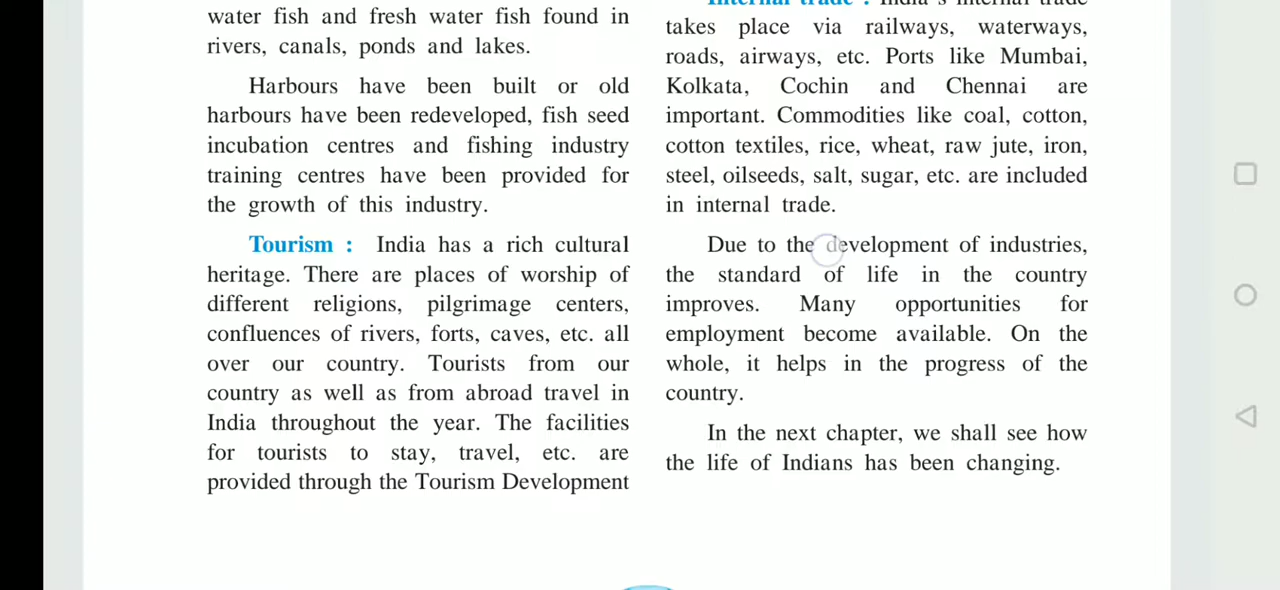 water fish and fresh water fish found in
rivers, canals, ponds and lakes.
Harbours have been built or old
harbours have been redeveloped, fish seed
incubation centres and fishing industry
training centres have been provided for
the growth of this industry.
Tourism : India has a rich cultural
heritage. There are places of worship of
different religions, pilgrimage centers,
confluences of rivers, forts, caves, etc. all
over our country. Tourists from our
country as well as from abroad travel in
India throughout the year. The facilities
for tourists to stay, travel, etc. are
provided through the Tourism Development
Internal trade : India's internal trade
takes place via railways, waterways,
roads, airways, etc. Ports like Mumbai,
Kolkata, Cochin and Chennai are
important. Commodities like coal, cotton,
cotton textiles, rice, wheat, raw jute, iron,
steel, oilseeds, salt, sugar, etc. are included
in internal trade.
Due to the development of industries,
the standard of life in the country
improves. Many opportunities for
employment become available. On the
whole, it helps in the progress of the
country.
In the next chapter, we shall see how
the life of Indians has been changing.